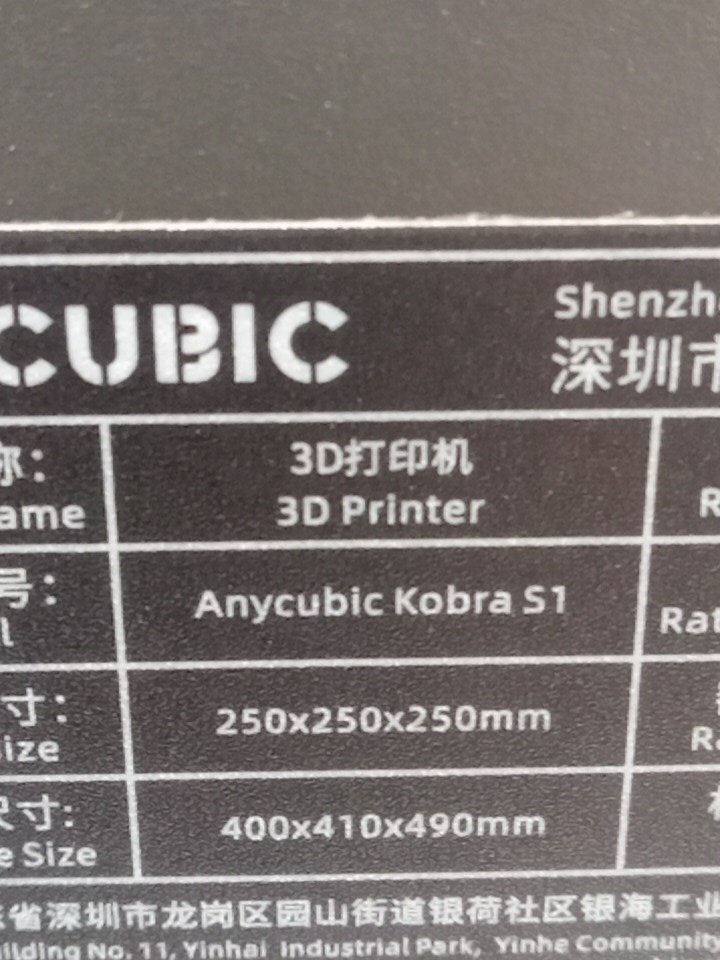 CUBIC
Shenzh
深圳市
称:
ame
3D打印机
3D Printer
R
号:
l
Anycubic Kobra S1
Rat
寸:
size
250x250x250mm
Ra
尺寸:
e Size
400x410x490mm
省深圳市龙岗区园山街道银荷社区银海工业
ilding No. 11, Yinhai Industrial Park, Yinhe Community